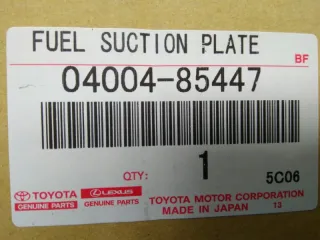 FUEL SUCTION PLATE
BF
04004-85447
QTY: 1 5C06
TOYOTA LEXUS TOYOTA MOTOR CORPORATION
GENUINE PARTS GENUINE PARTS MADE IN JAPAN 13